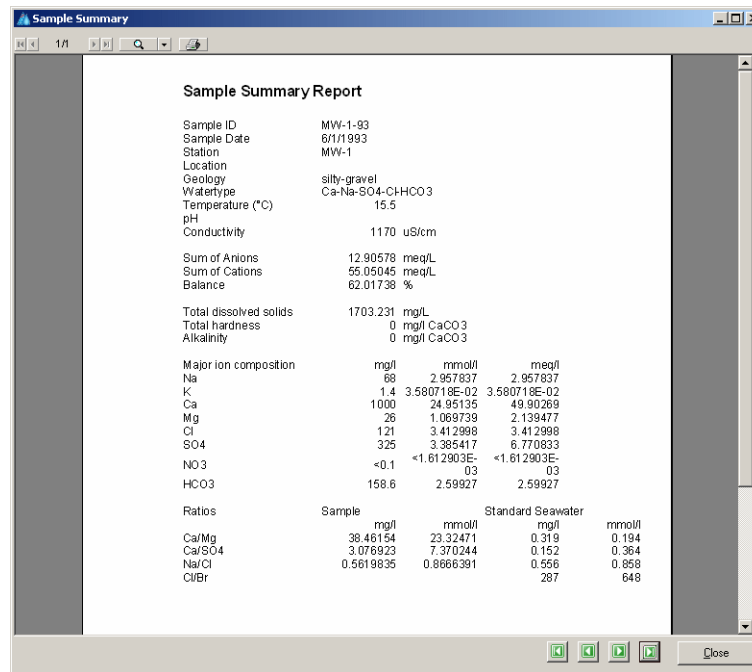 Sample Summary
1/1
Sample Summary Report
Sample ID MW-1-93
Sample Date 6/1/1993
Station MW-1
Location
Geology silty-gravel
Watertype Ca-Na-SO4-Cl-HCO3
Temperature (°C) 15.5
pH
Conductivity 1170 uS/cm
Sum of Anions 12.90578 meq/L
Sum of Cations 55.05045 meq/L
Balance 62.01738 %
Total dissolved solids 1703.231 mg/L
Total hardness 0 mg/l CaCO3
Alkalinity 0 mg/l CaCO3
Major ion composition mg/l mmol/l meq/l
Na 68 2.957837 2.957837
K 1.4 3.580718E-02 3.580718E-02
Ca 1000 24.95135 49.90269
Mg 26 1.069739 2.139477
Cl 121 3.412998 3.412998
SO4 325 3.385417 6.770833
NO3 <0.1 <1.612903E-03 <1.612903E-03
HCO3 158.6 2.59927 2.59927
Ratios Sample Standard Seawater
mg/l mmol/l mg/l mmol/l
Ca/Mg 38.46154 23.32471 0.319 0.194
Ca/SO4 3.076923 7.370244 0.152 0.364
Na/Cl 0.5619835 0.8666391 0.556 0.858
Cl/Br 287 648
Close